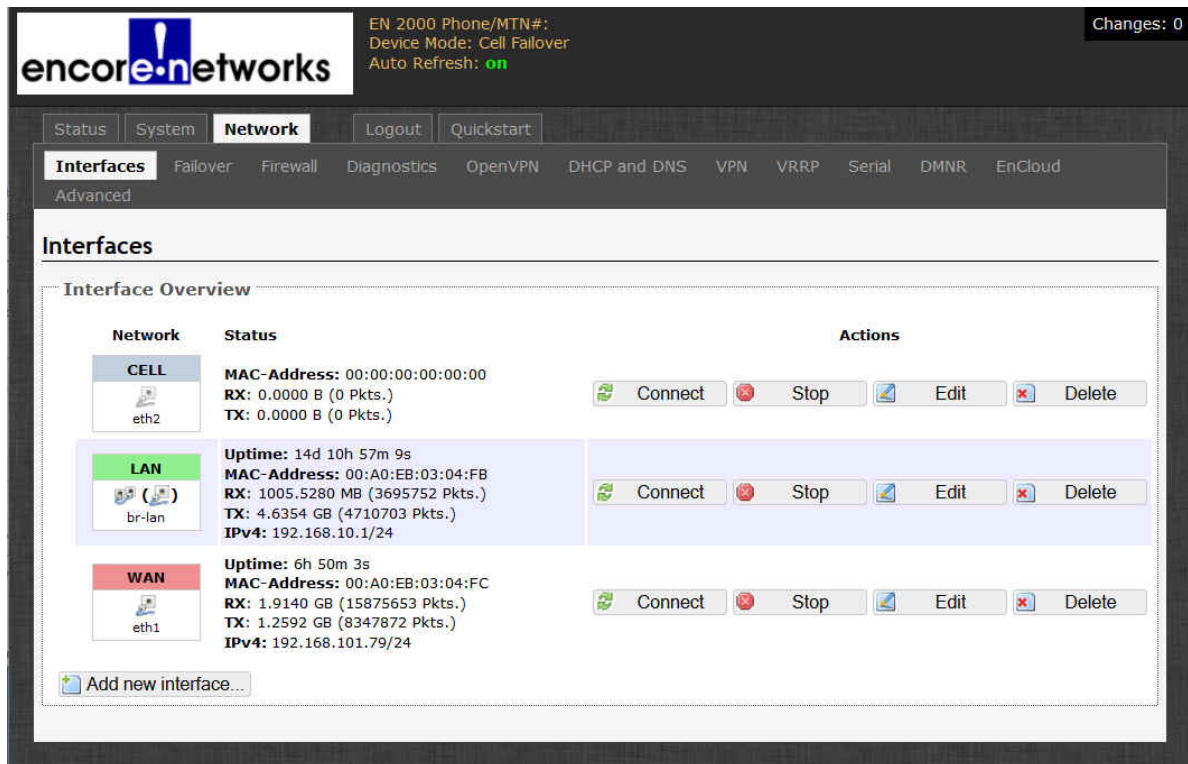 encore networks
EN 2000 Phone/MTN#:
Device Mode: Cell Failover
Auto Refresh: on
Changes: 0
Status System Network Logout Quickstart
Interfaces Failover Firewall Diagnostics OpenVPN DHCP and DNS VPN VRRP Serial DMNR EnCloud
Advanced
Interfaces
Interface Overview
Network Status Actions
CELL
eth2
MAC-Address: 00:00:00:00:00:00
RX: 0.0000 B (0 Pkts.)
TX: 0.0000 B (0 Pkts.)
Connect Stop Edit Delete
LAN
( )
br-lan
Uptime: 14d 10h 57m 9s
MAC-Address: 00:A0:EB:03:04:FB
RX: 1005.5280 MB (3695752 Pkts.)
TX: 4.6354 GB (4710703 Pkts.)
IPv4: 192.168.10.1/24
Connect Stop Edit Delete
WAN
eth1
Uptime: 6h 50m 3s
MAC-Address: 00:A0:EB:03:04:FC
RX: 1.9140 GB (15875653 Pkts.)
TX: 1.2592 GB (8347872 Pkts.)
IPv4: 192.168.101.79/24
Connect Stop Edit Delete
Add new interface...